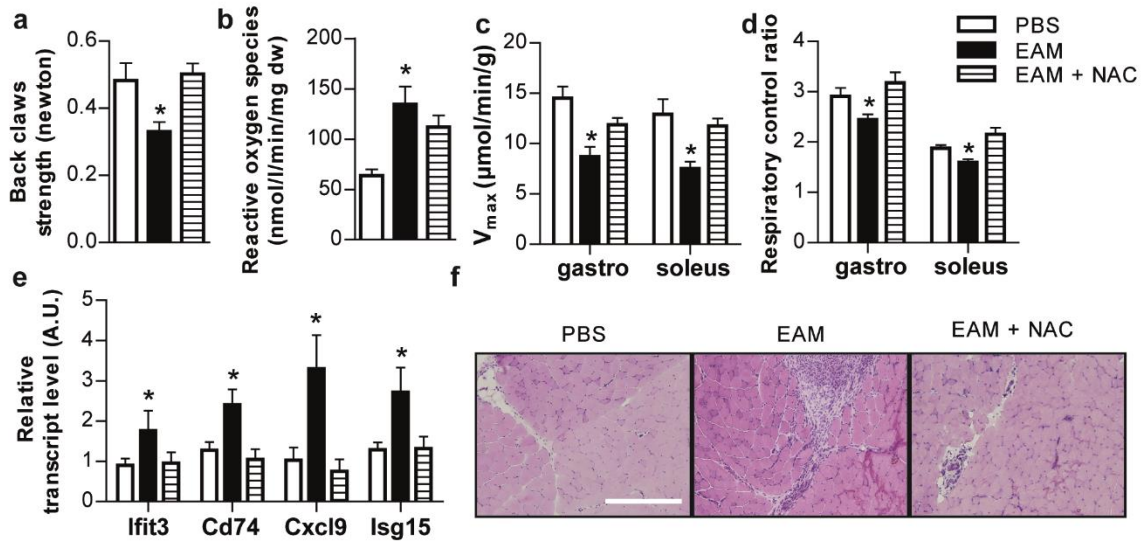 a
Back claws
strength (newton)
0.6
0.4
0.2
0.0
*
b
Reactive oxygen species
(nmol/l/min/mg dw)
150
100
50
0
*
c
Vmax (µmol/min/g)
20
15
10
5
0
*
*
gastro
soleus
d
Respiratory control ratio
4
3
2
1
0
*
*
gastro
soleus
PBS
EAM
EAM + NAC
e
Relative
transcript level (A.U.)
5
4
3
2
1
0
*
*
*
*
Ifit3
Cd74
Cxcl9
Isg15
f
PBS
EAM
EAM + NAC